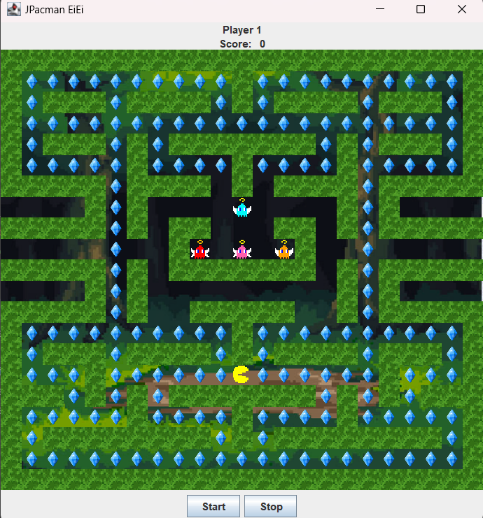 JPacman EiEi
Player 1
Score: 0
Start Stop